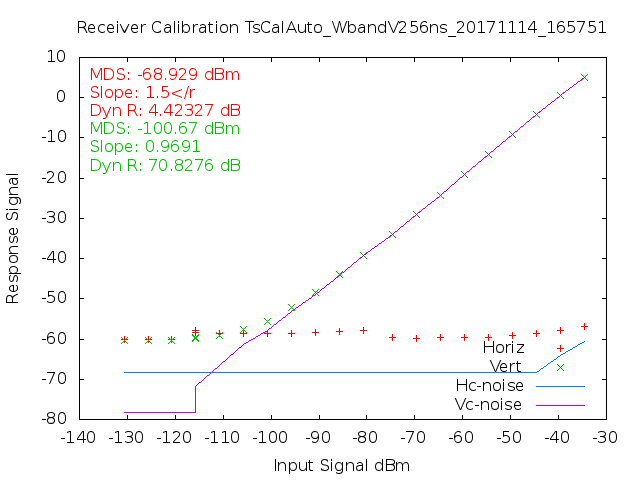 Receiver Calibration TsCalAuto_WbandV256ns_20171114_165751
MDS: -68.929 dBm
Slope: 1.5</r
Dyn R: 4.42327 dB
MDS: -100.67 dBm
Slope: 0.9691
Dyn R: 70.8276 dB
10
0
-10
-20
-30
-40
-50
-60
-70
-80
Response Signal
Horiz
Vert
Hc-noise
Vc-noise
-140 -130 -120 -110 -100 -90 -80 -70 -60 -50 -40 -30
Input Signal dBm